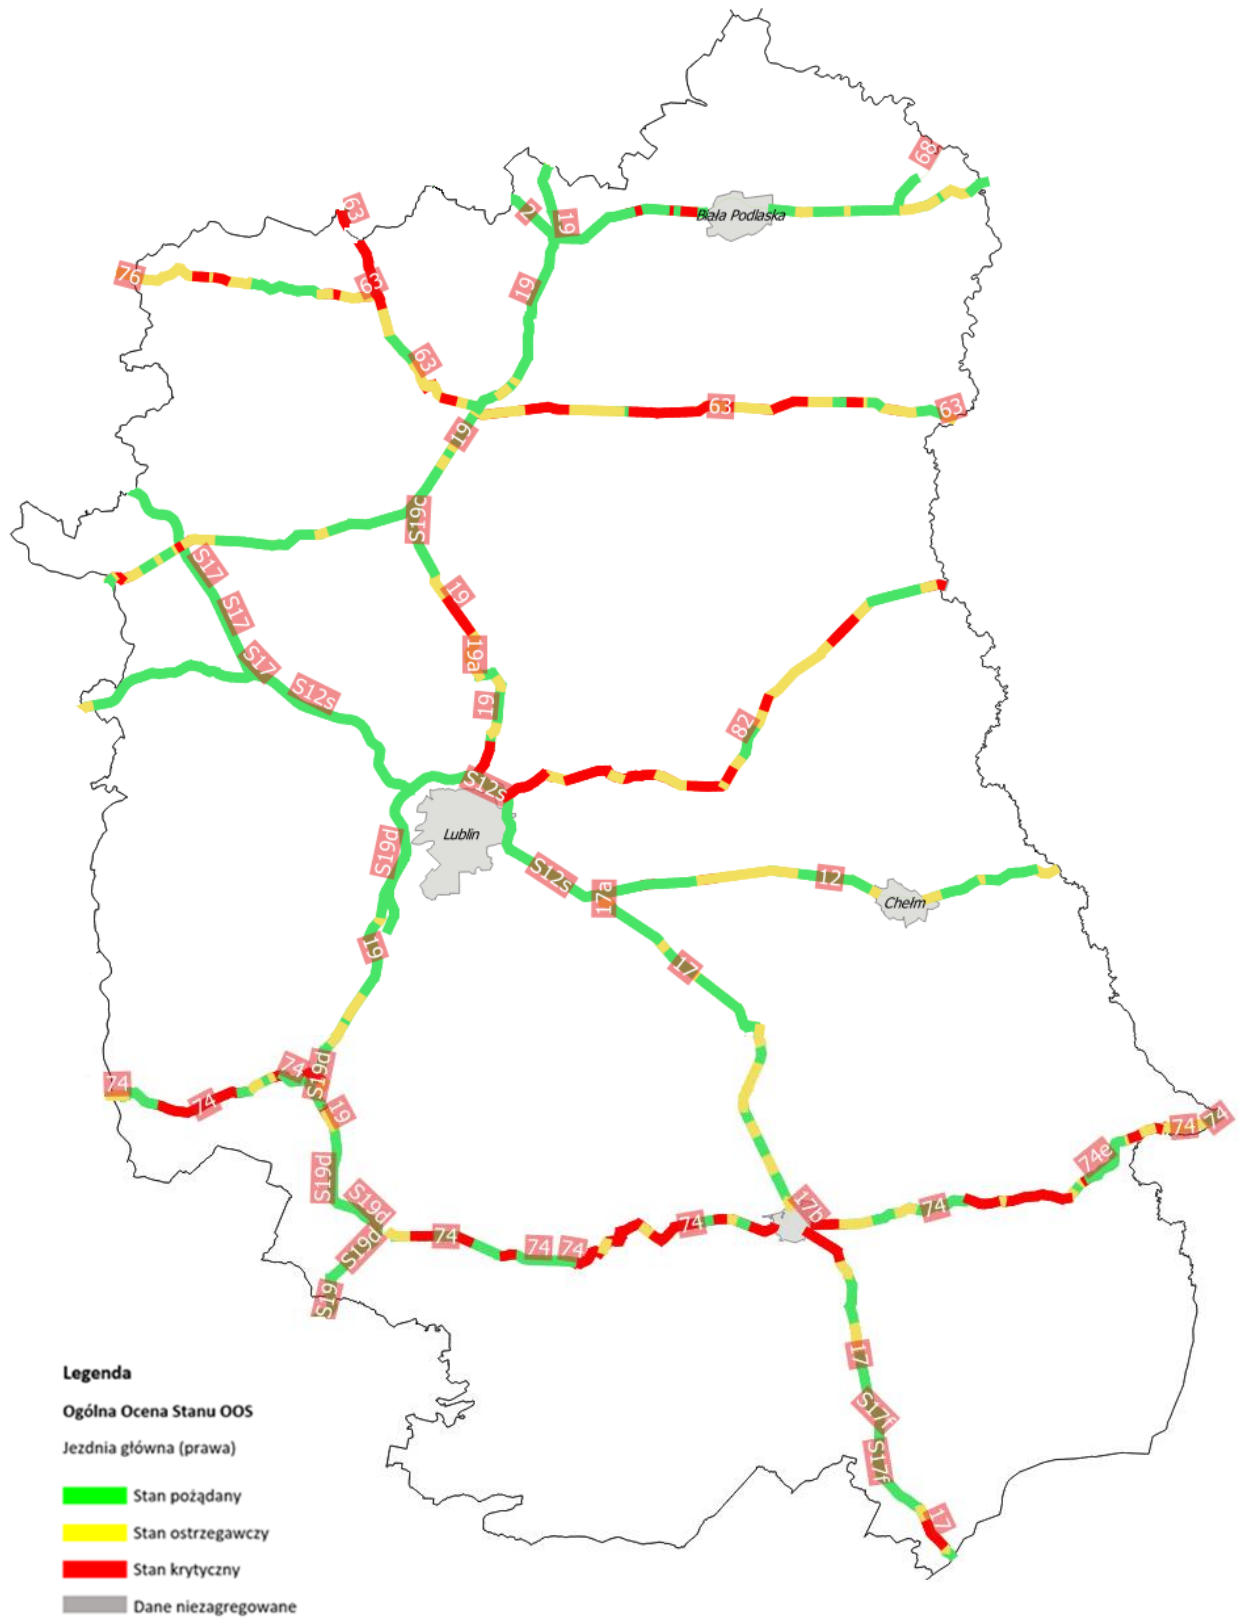 68
63
2
19
Biała Podlaska
76
63
19
63
63
63
19
S19c
S17
19
S17
S17
19a
S12s
19
82
S12s
S19d
Lublin
S12s
12
17a
Chełm
19
17
74
S19d
74
74
19
74
74
74e
S19d
S19d
17b
74
74
S19d
74
74
74
S19
17
S17f
S17f
17
Legenda
Ogólna Ocena Stanu OOS
Jezdnia główna (prawa)
Stan pożądany
Stan ostrzegawczy
Stan krytyczny
Dane niezagregowane